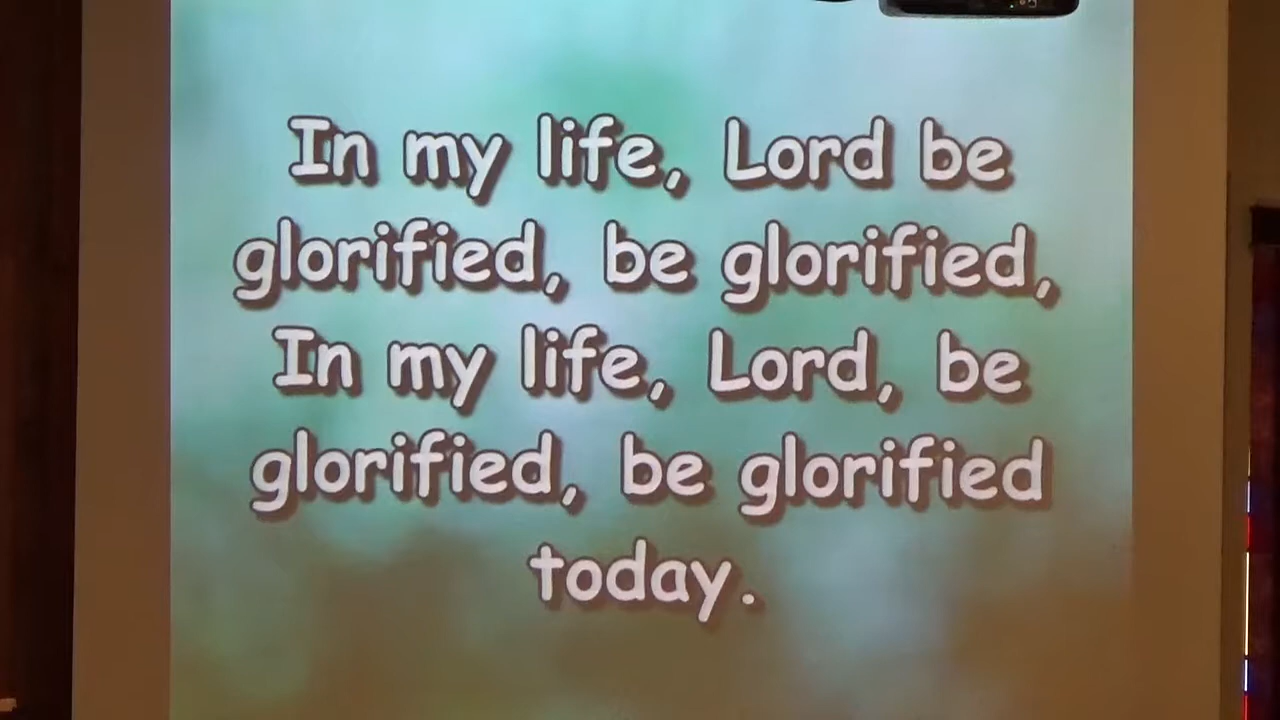 In my life, Lord be
glorified, be glorified,
In my life, Lord, be
glorified, be glorified
today.